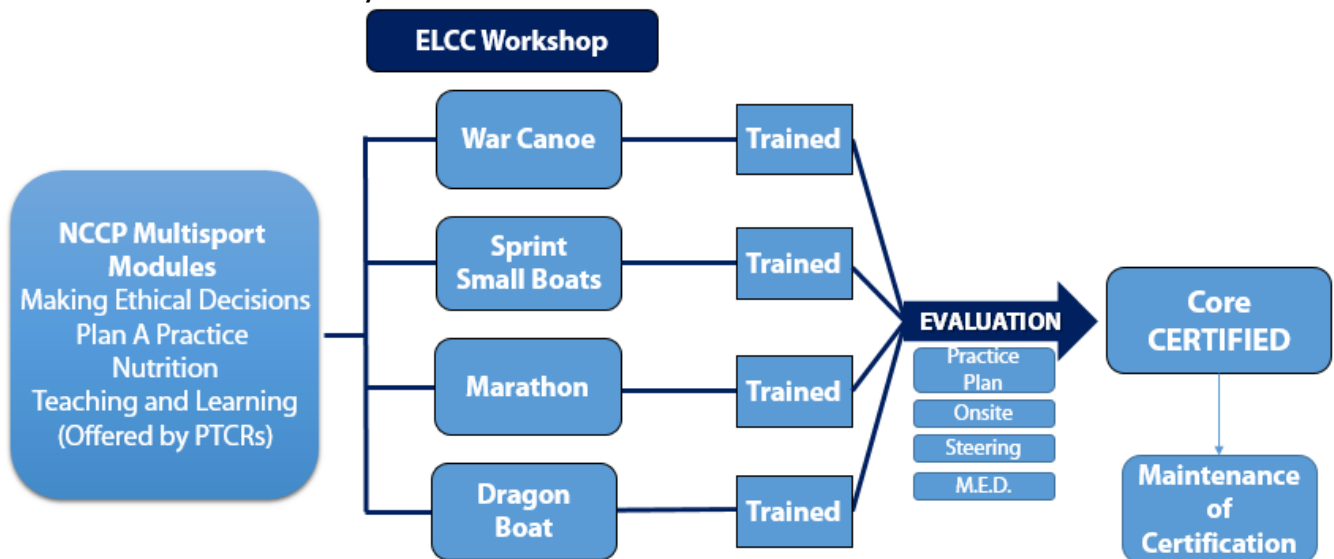 ELCC Workshop
NCCP Multisport
Modules
Making Ethical Decisions
Plan A Practice
Nutrition
Teaching and Learning
(Offered by PTCRs)
War Canoe
Trained
Sprint
Small Boats
Trained
Marathon
Trained
Dragon
Boat
Trained
EVALUATION
Practice
Plan
Onsite
Steering
M.E.D.
Core
CERTIFIED
Maintenance
of
Certification